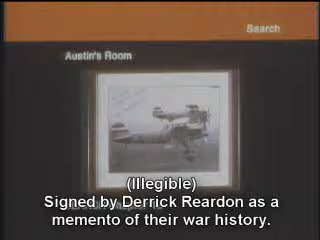 Search
Austin's Room
(Illegible)
Signed by Derrick Reardon as a
memento of their war history.